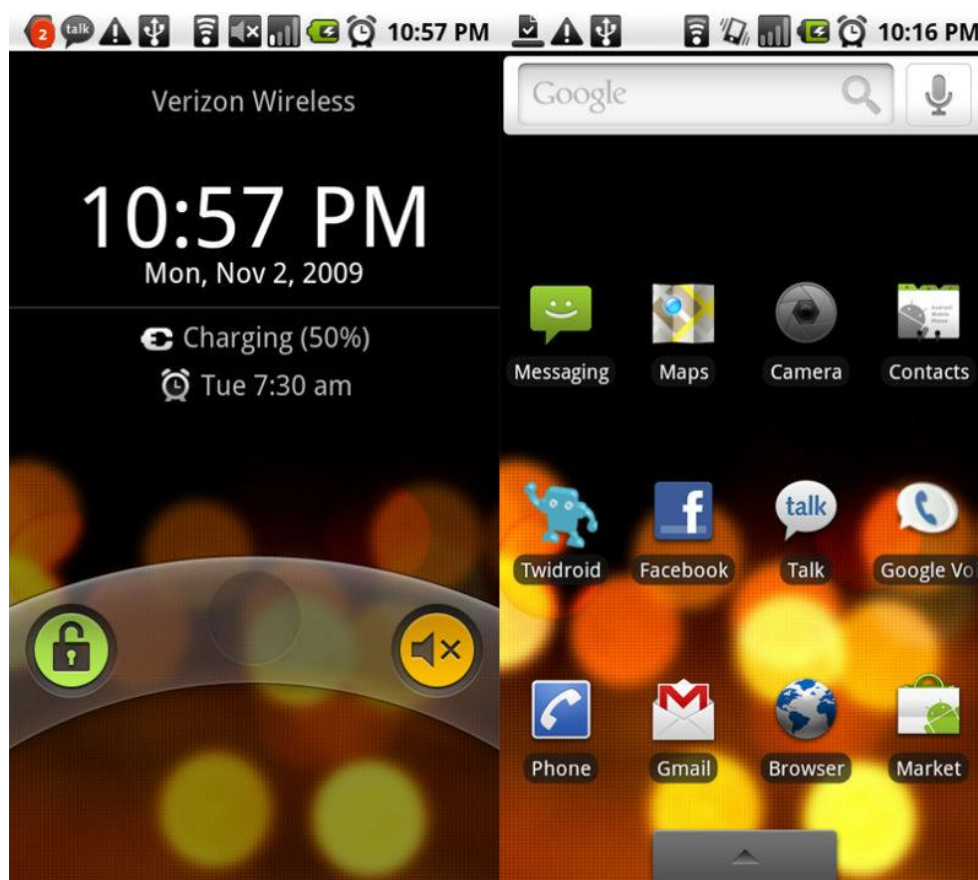 2 talk 10:57 PM
Verizon Wireless
10:57 PM
Mon, Nov 2, 2009
Charging (50%)
Tue 7:30 am
10:16 PM
Google
Messaging Maps Camera Contacts
talk
Twidroid Facebook Talk Google Vo
Phone Gmail Browser Market